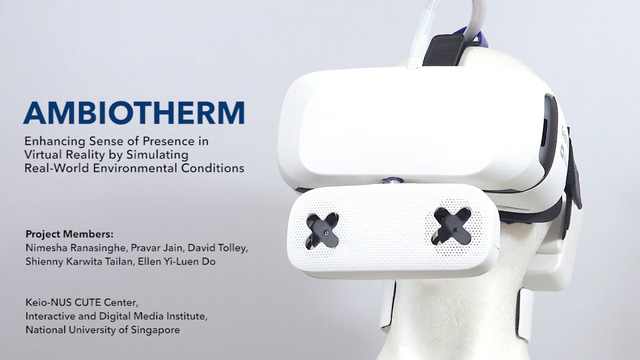 AMBIOTHERM
Enhancing Sense of Presence in
Virtual Reality by Simulating
Real-World Environmental Conditions
Project Members:
Nimesha Ranasinghe, Pravar Jain, David Tolley,
Shienny Karwita Tailan, Ellen Yi-Luen Do
Keio-NUS CUTE Center,
Interactive and Digital Media Institute,
National University of Singapore